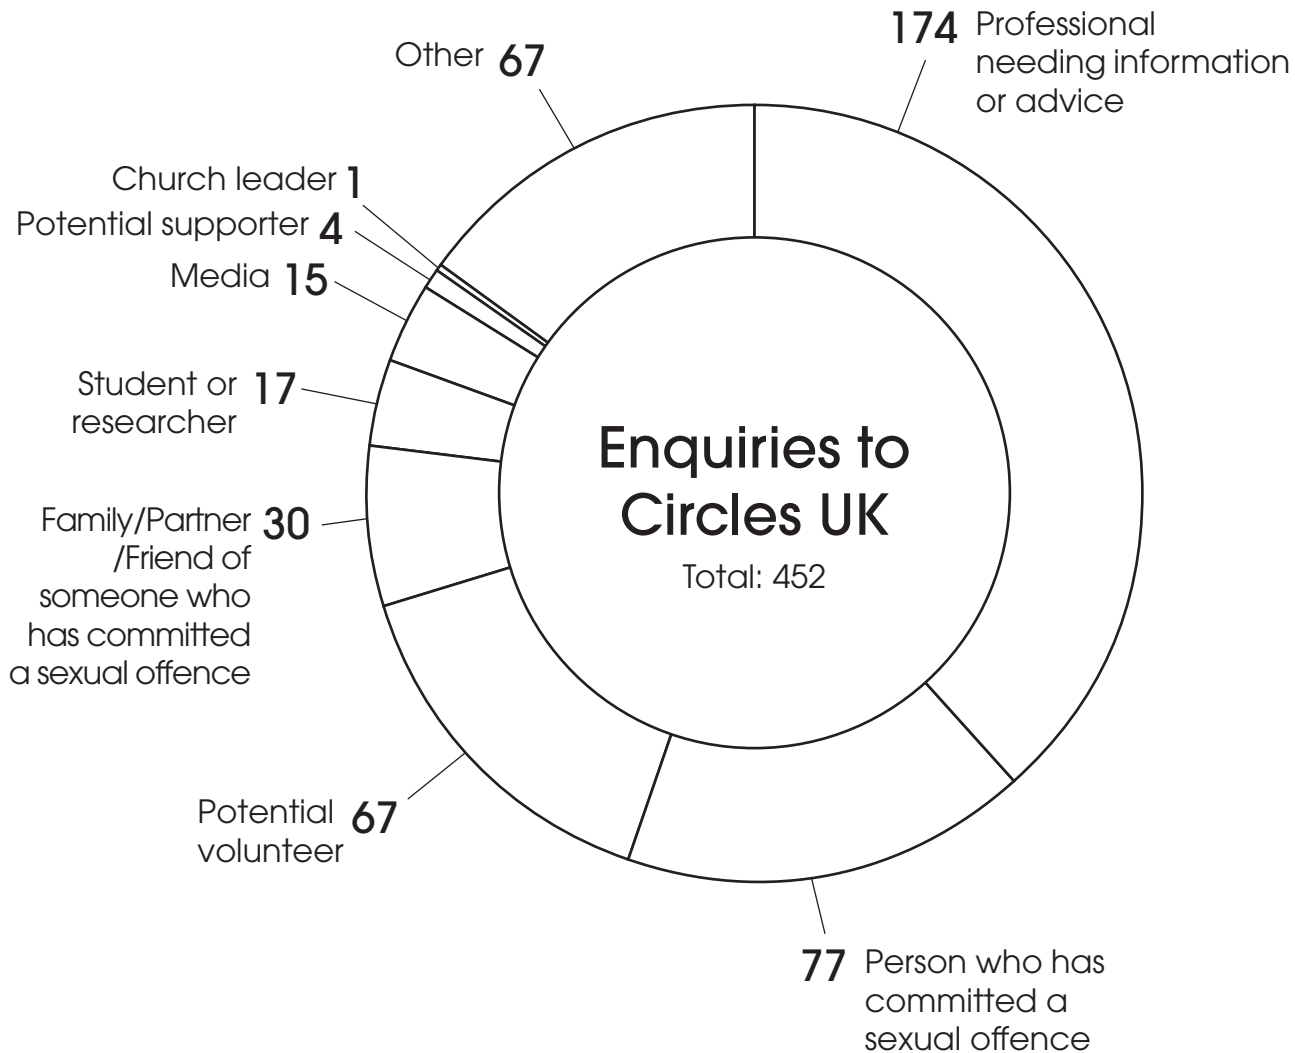 174 Professional
needing information
or advice
Other 67
Church leader 1
Potential supporter 4
Media 15
Student or 17
researcher
Family/Partner 30
/Friend of
someone who
has committed
a sexual offence
Enquiries to
Circles UK
Total: 452
Potential 67
volunteer
77 Person who has
committed a
sexual offence